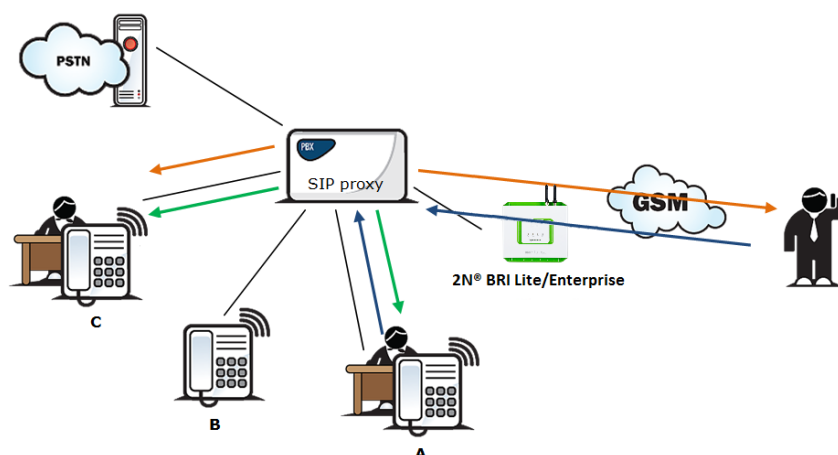 PSTN
PBX
SIP proxy
GSM
2N® BRI Lite/Enterprise
C
B
A